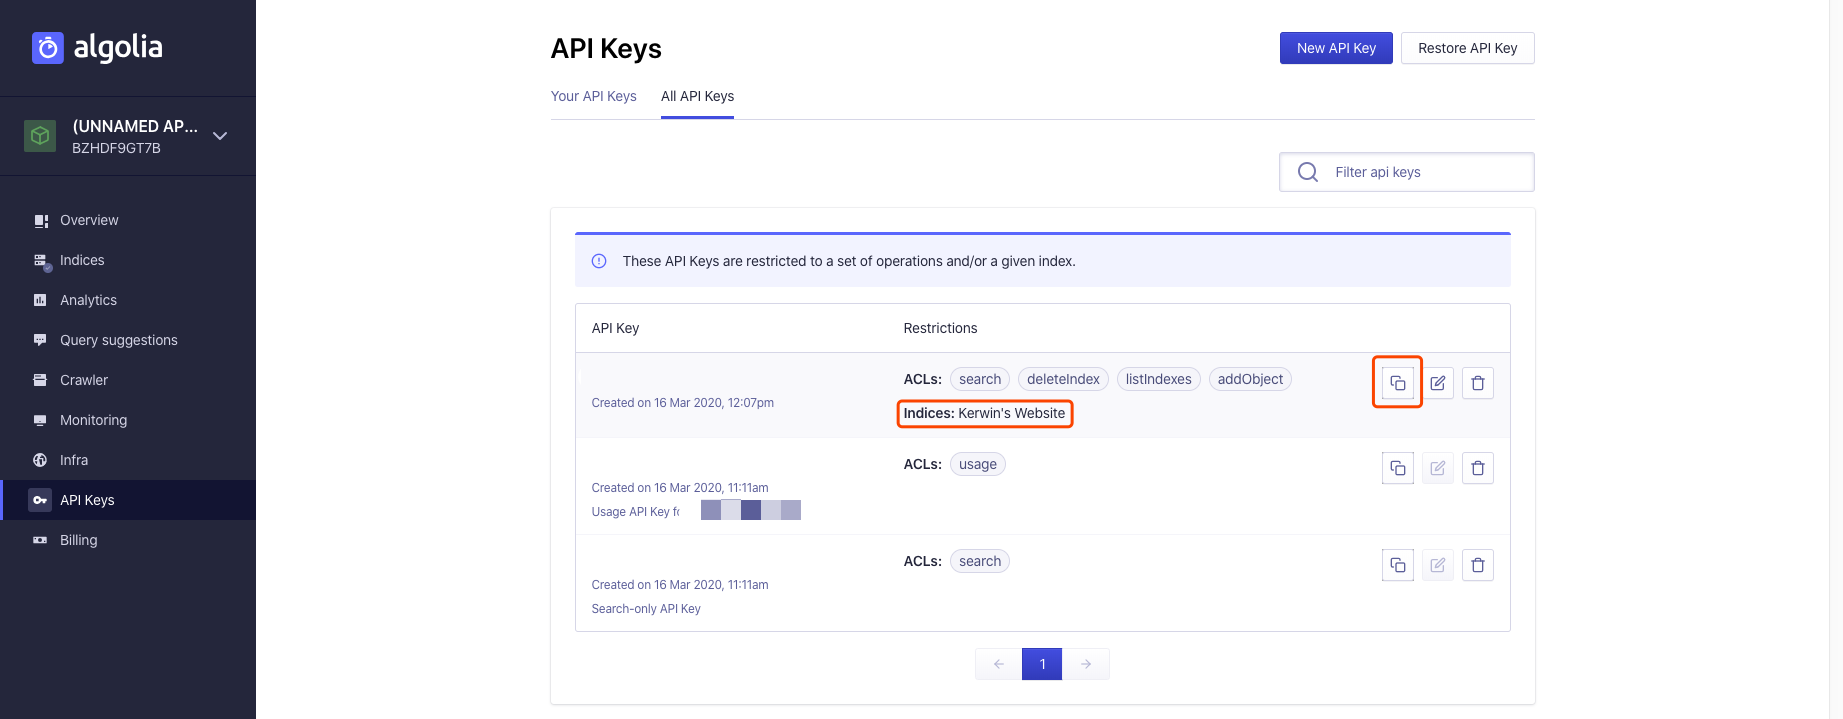 algolia
(UNNAMED AP...
BZHDF9GT7B
Overview
Indices
Analytics
Query suggestions
Crawler
Monitoring
Infra
API Keys
Billing
API Keys
New API Key
Restore API Key
Your API Keys
All API Keys
Filter api keys
These API Keys are restricted to a set of operations and/or a given index.
API Key
Restrictions
Created on 16 Mar 2020, 12:07pm
ACLs: search deleteIndex listIndexes addObject
Indices: Kerwin's Website
ACLs: usage
Created on 16 Mar 2020, 11:11am
Usage API Key
ACLs: search
Created on 16 Mar 2020, 11:11am
Search-only API Key
1